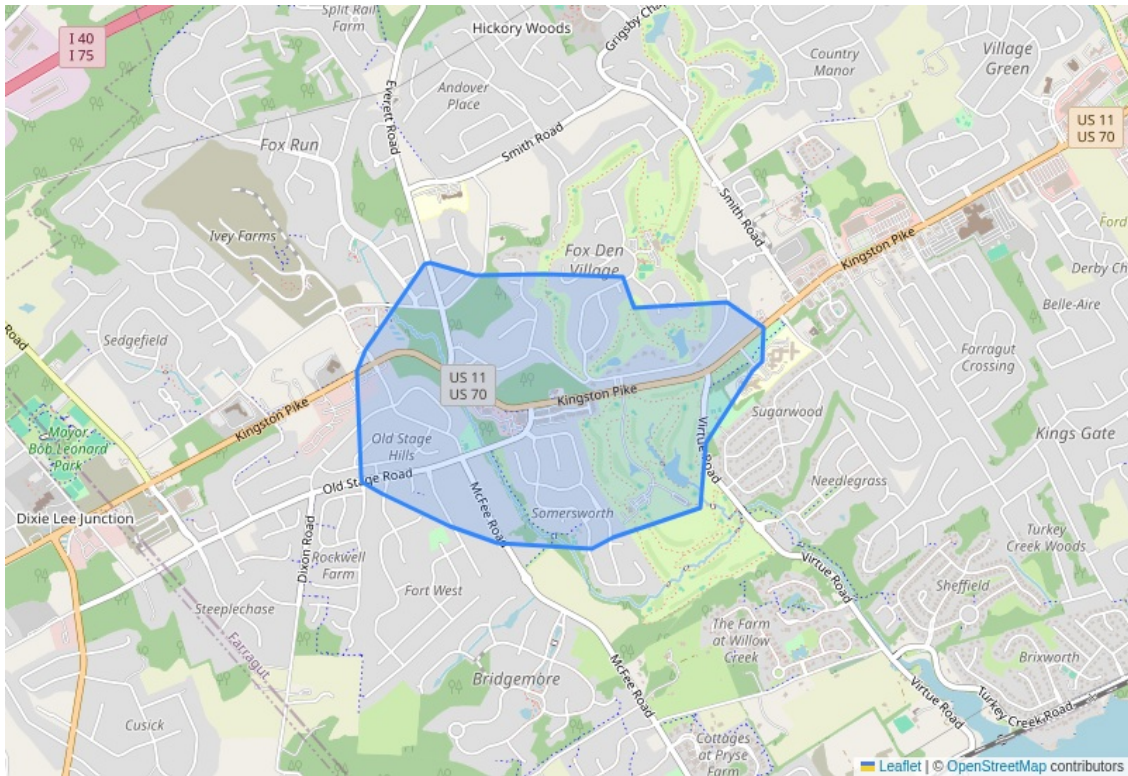 Split Rail
Farm
Hickory Woods
Grigsby Cha
I 40
I 75
Country
Manor
Village
Green
Andover
Place
Everett Road
US 11
US 70
Smith Road
Fox Run
Smith Road
Ford
Ivey Farms
Fox Den
Village
Kingston Pike
Derby Ch
Belle-Aire
Road
Sedgefield
Farragut
Crossing
US 11
US 70
Kingston Pike
Kingston Pike
Sugarwood
Mayor
Bob Leonard
Park
Old Stage
Hills
Virtue Road
Kings Gate
Old Stage Road
Needlegrass
McFee Road
Dixie Lee Junction
Somersworth
Dixon Road
Turkey
Creek Woods
Rockwell
Farm
Virtue Road
Fort West
Sheffield
Steeplechase
The Farm
at Willow
Creek
Farragut
Brixworth
McFee Road
Bridgemore
Virtue Road
Turkey Creek Road
Cusick
Cottages
at Pryse
Farm
Leaflet | © OpenStreetMap contributors